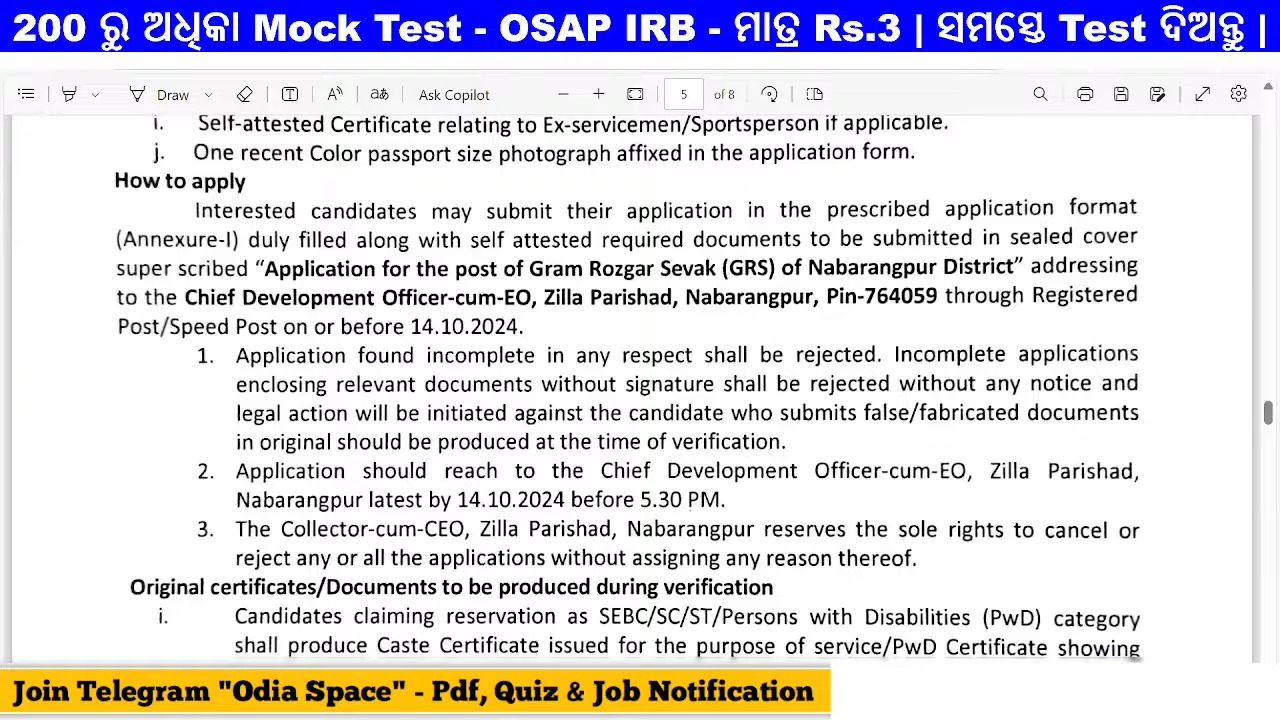 200 ରୁ ଅଧିକା Mock Test - OSAP IRB - ମାତ୍ର Rs.3 | ସମସ୍ତେ Test ଦିଅନ୍ତୁ |
Draw Ask Copilot 5 of 8
i. Self-attested Certificate relating to Ex-servicemen/Sportsperson if applicable.
j. One recent Color passport size photograph affixed in the application form.
How to apply
Interested candidates may submit their application in the prescribed application format
(Annexure-I) duly filled along with self attested required documents to be submitted in sealed cover
super scribed “Application for the post of Gram Rozgar Sevak (GRS) of Nabarangpur District” addressing
to the Chief Development Officer-cum-EO, Zilla Parishad, Nabarangpur, Pin-764059 through Registered
Post/Speed Post on or before 14.10.2024.
1. Application found incomplete in any respect shall be rejected. Incomplete applications
enclosing relevant documents without signature shall be rejected without any notice and
legal action will be initiated against the candidate who submits false/fabricated documents
in original should be produced at the time of verification.
2. Application should reach to the Chief Development Officer-cum-EO, Zilla Parishad,
Nabarangpur latest by 14.10.2024 before 5.30 PM.
3. The Collector-cum-CEO, Zilla Parishad, Nabarangpur reserves the sole rights to cancel or
reject any or all the applications without assigning any reason thereof.
Original certificates/Documents to be produced during verification
i. Candidates claiming reservation as SEBC/SC/ST/Persons with Disabilities (PwD) category
shall produce Caste Certificate issued for the purpose of service/PwD Certificate showing
Join Telegram "Odia Space" - Pdf, Quiz & Job Notification